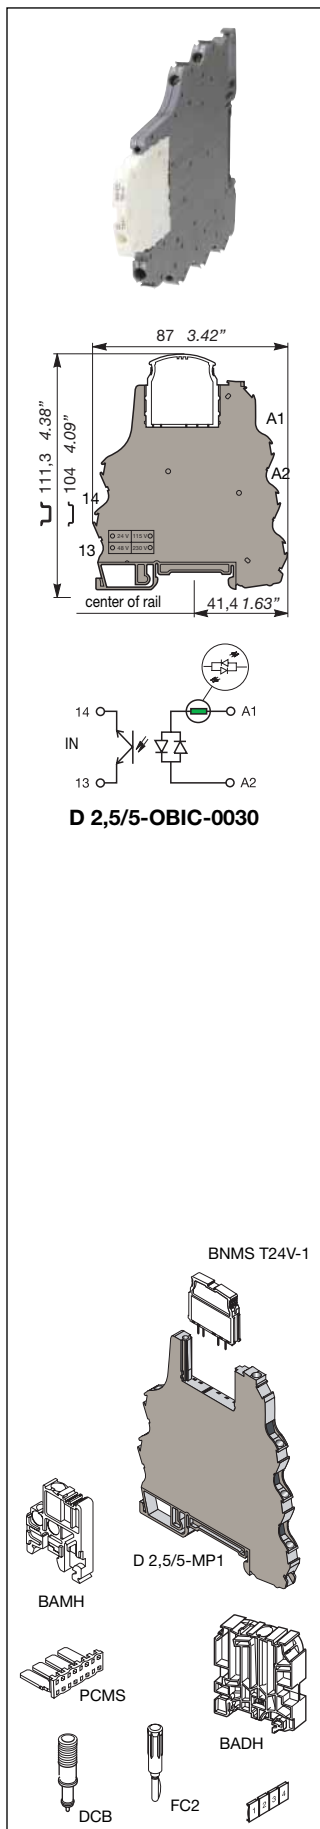 87 3.42”
111,3 4.38”
104 4.09”
A1
A2
14
13
24 V 115 V
48 V 230 V
center of rail
41,4 1.63”
14
A1
IN
13
A2
D 2,5/5-OBIC-0030
BNMS T24V-1
D 2,5/5-MP1
BAMH
PCMS
BADH
DCB
FC2
1 2 3 4